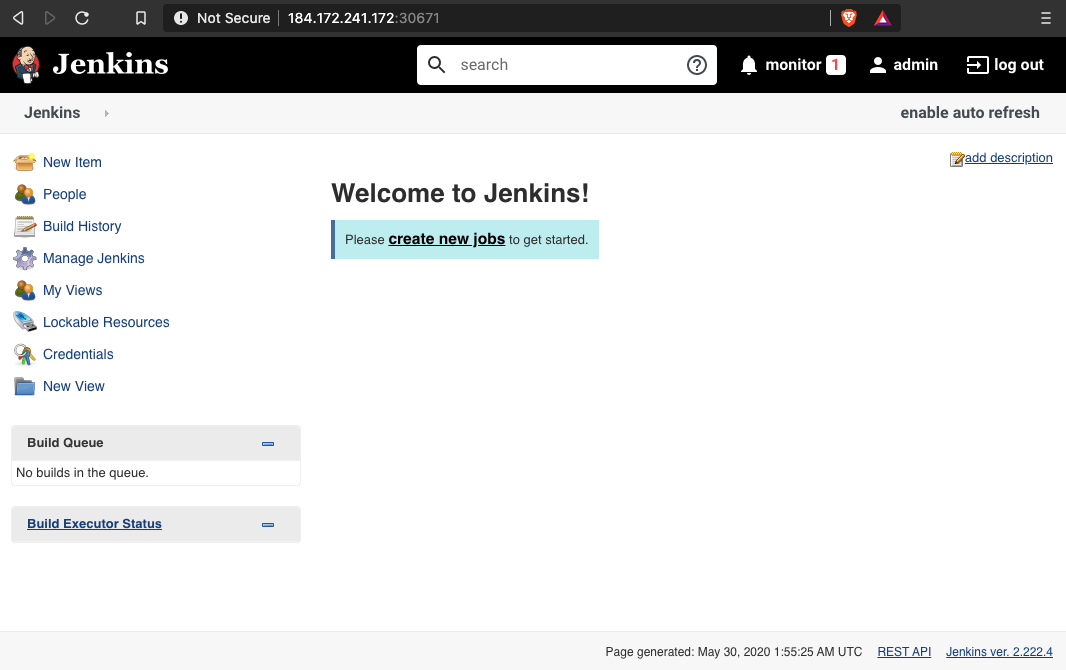 Not Secure 184.172.241.172:30671
Jenkins search monitor 1 admin log out
Jenkins enable auto refresh
New Item
People
Build History
Manage Jenkins
My Views
Lockable Resources
Credentials
New View
add description
Welcome to Jenkins!
Please create new jobs to get started.
Build Queue
No builds in the queue.
Build Executor Status
Page generated: May 30, 2020 1:55:25 AM UTC REST API Jenkins ver. 2.222.4